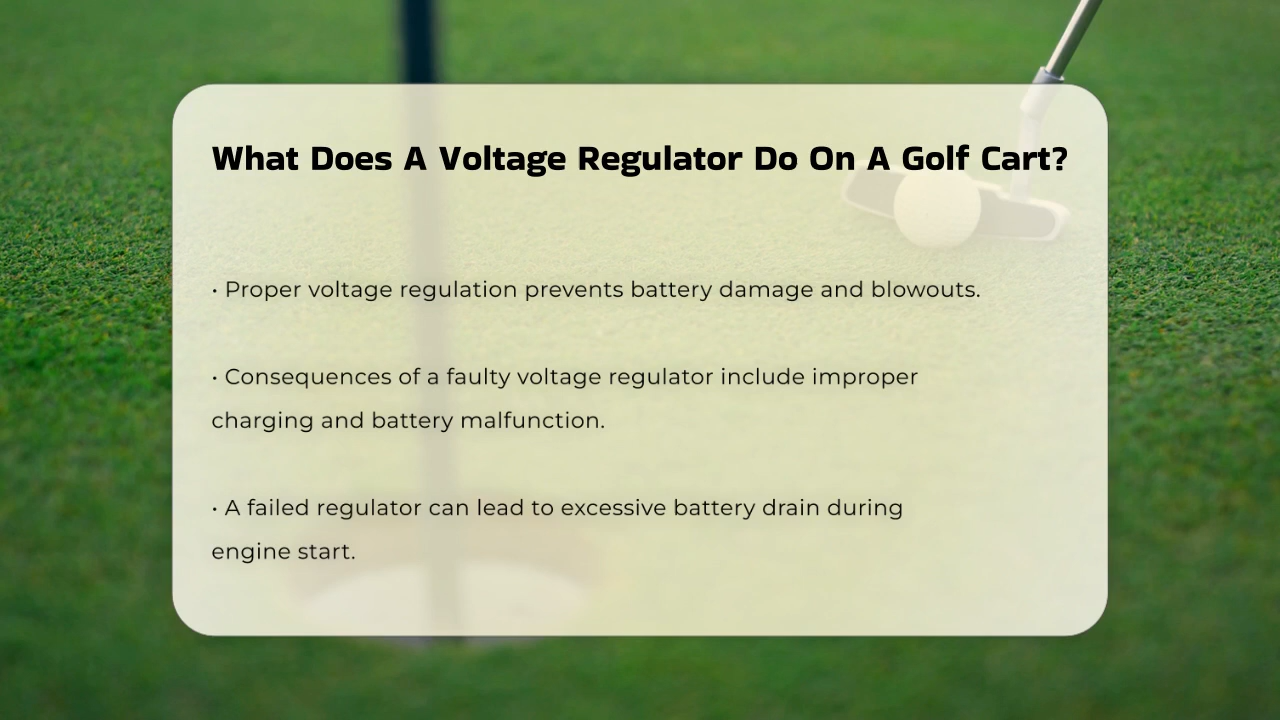 What Does A Voltage Regulator Do On A Golf Cart?
• Proper voltage regulation prevents battery damage and blowouts.
• Consequences of a faulty voltage regulator include improper
charging and battery malfunction.
• A failed regulator can lead to excessive battery drain during
engine start.